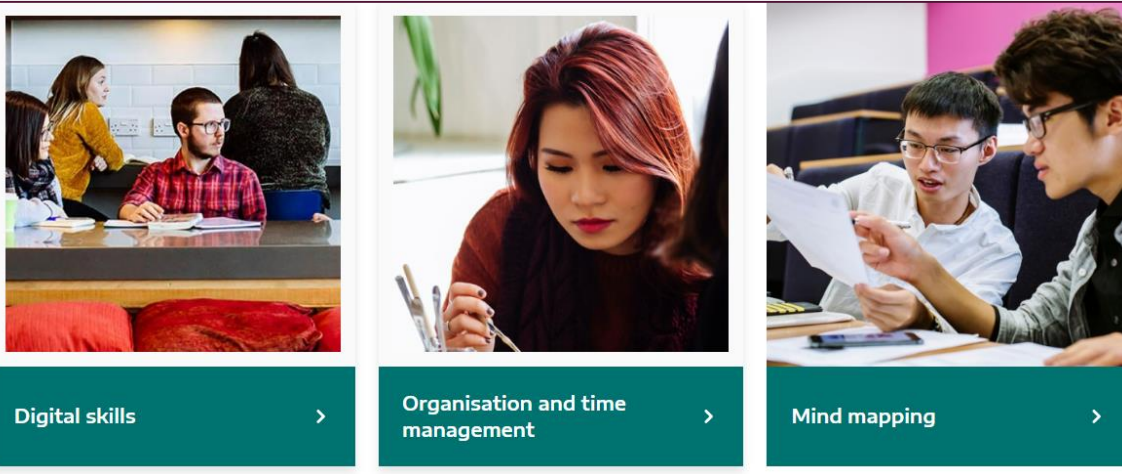 Digital skills
Organisation and time
management
Mind mapping